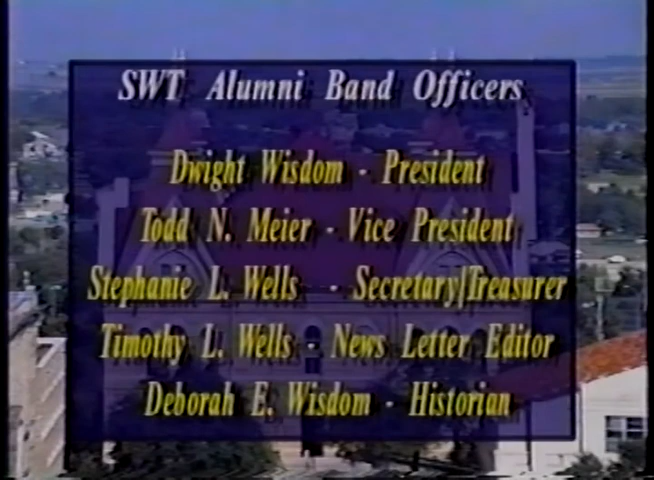 SWT Alumni Band Officers
Dwight Wisdom - President
Todd N. Meier - Vice President
Stephanie L. Wells - Secretary/Treasurer
Timothy L. Wells - News Letter Editor
Deborah E. Wisdom - Historian